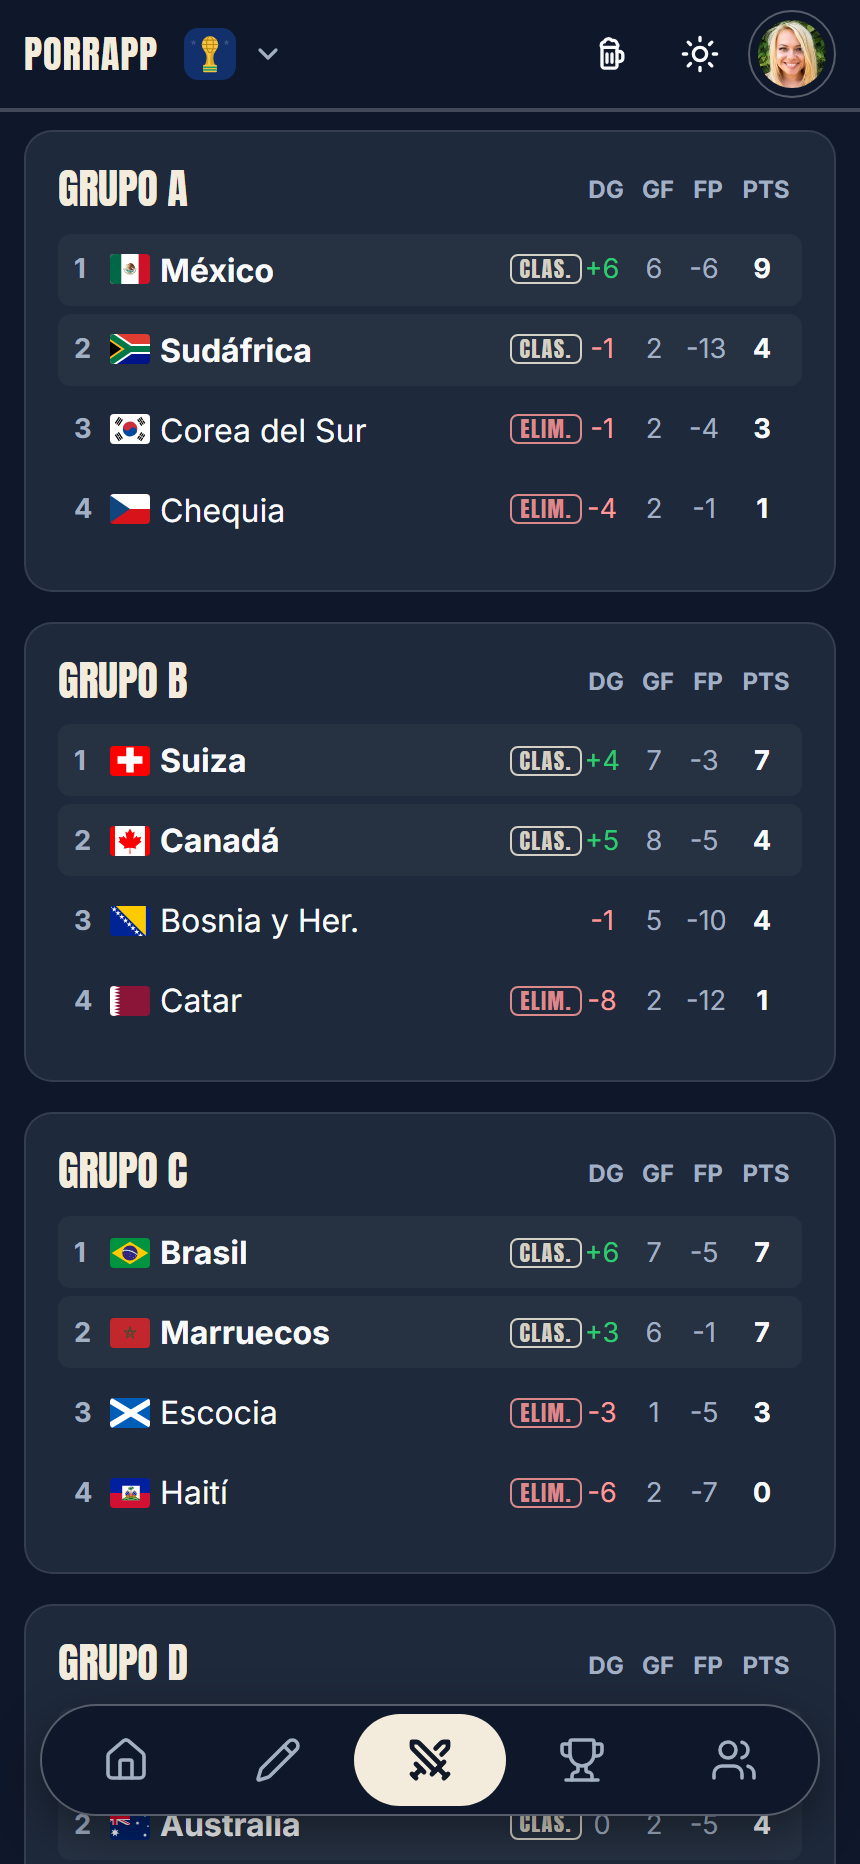 PORRAPP
GRUPO A DG GF FP PTS
1 México CLAS. +6 6 -6 9
2 Sudáfrica CLAS. -1 2 -13 4
3 Corea del Sur ELIM. -1 2 -4 3
4 Chequia ELIM. -4 2 -1 1
GRUPO B DG GF FP PTS
1 Suiza CLAS. +4 7 -3 7
2 Canadá CLAS. +5 8 -5 4
3 Bosnia y Her. -1 5 -10 4
4 Catar ELIM. -8 2 -12 1
GRUPO C DG GF FP PTS
1 Brasil CLAS. +6 7 -5 7
2 Marruecos CLAS. +3 6 -1 7
3 Escocia ELIM. -3 1 -5 3
4 Haití ELIM. -6 2 -7 0
GRUPO D DG GF FP PTS
2 Australia CLAS. 0 2 -5 4